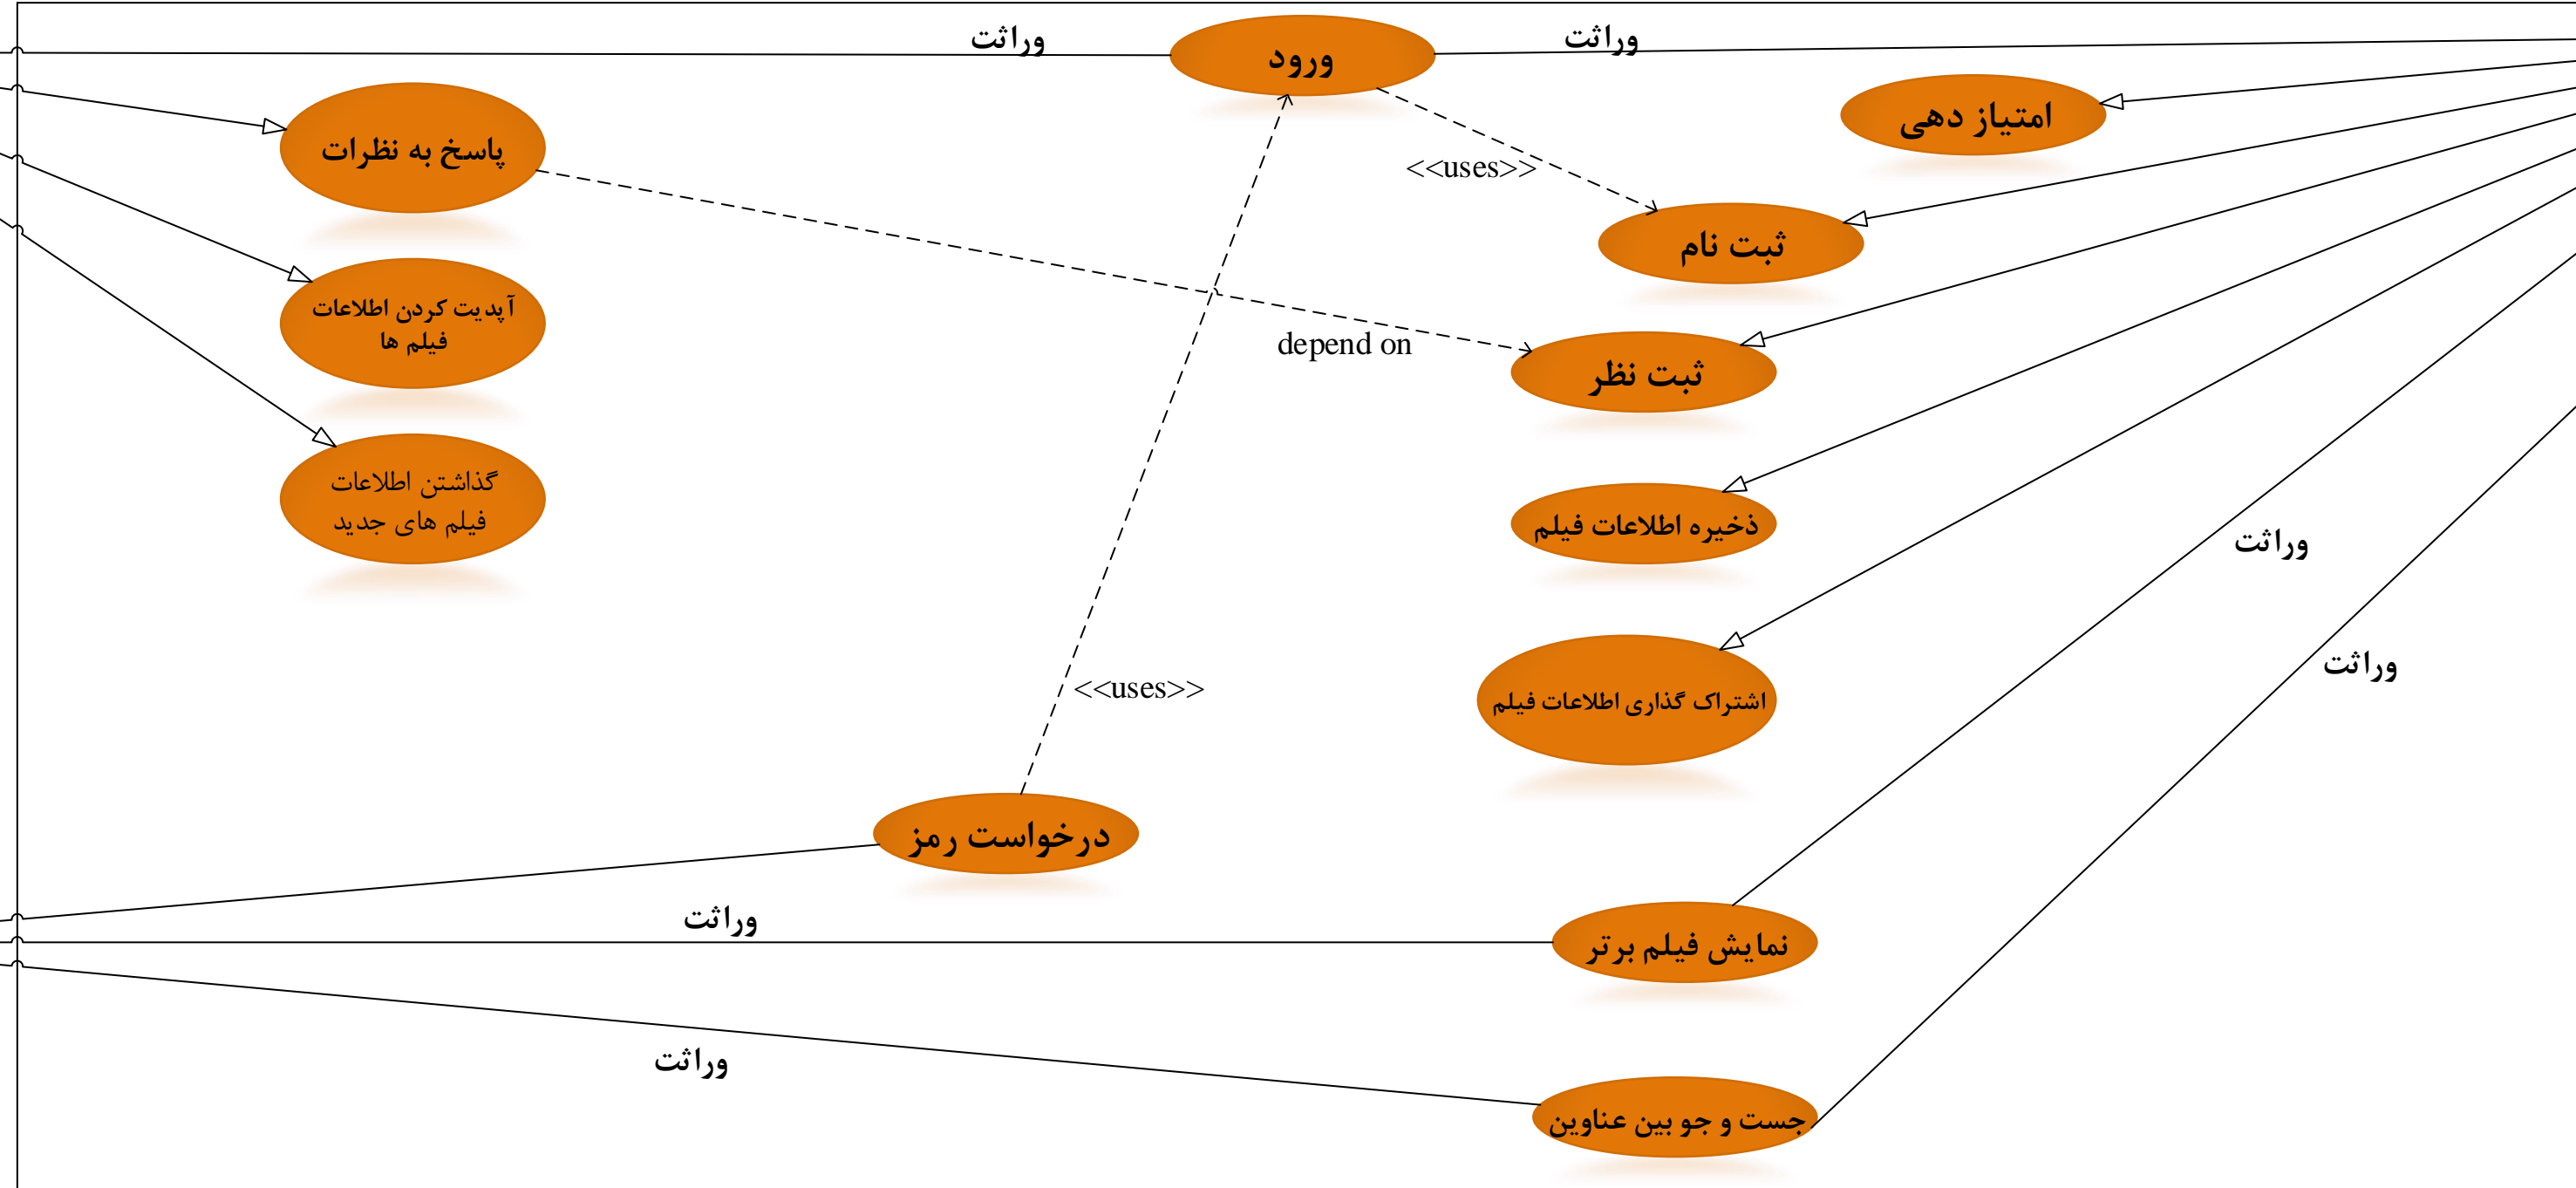 وراثت
ورود
وراثت
امتیاز دهی
پاسخ به نظرات
<<uses>>
ثبت نام
آپدیت کردن اطلاعات
فیلم ها
depend on
ثبت نظر
گذاشتن اطلاعات
فیلم های جدید
ذخیره اطلاعات فیلم
وراثت
وراثت
<<uses>>
اشتراک گذاری اطلاعات فیلم
درخواست رمز
وراثت
نمایش فیلم برتر
وراثت
جست و جو بین عناوین